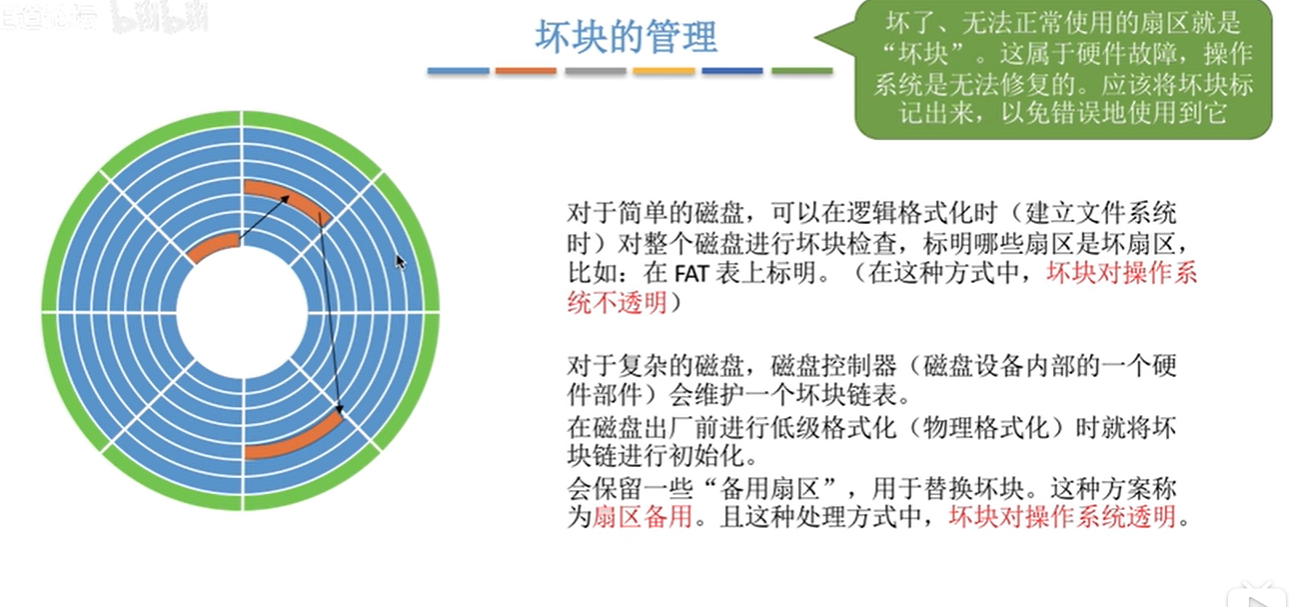 bilibili
坏块的管理
坏了、无法正常使用的扇区就是
“坏块”。这属于硬件故障，操作
系统是无法修复的。应该将坏块标
记出来，以免错误地使用到它
对于简单的磁盘，可以在逻辑格式化时（建立文件系统
时）对整个磁盘进行坏块检查，标明哪些扇区是坏扇区，
比如：在 FAT 表上标明。（在这种方式中，坏块对操作系
统不透明）
对于复杂的磁盘，磁盘控制器（磁盘设备内部的一个硬
件部件）会维护一个坏块链表。
在磁盘出厂前进行低级格式化（物理格式化）时就将坏
块链进行初始化。
会保留一些“备用扇区”，用于替换坏块。这种方案称
为扇区备用。且这种处理方式中，坏块对操作系统透明。